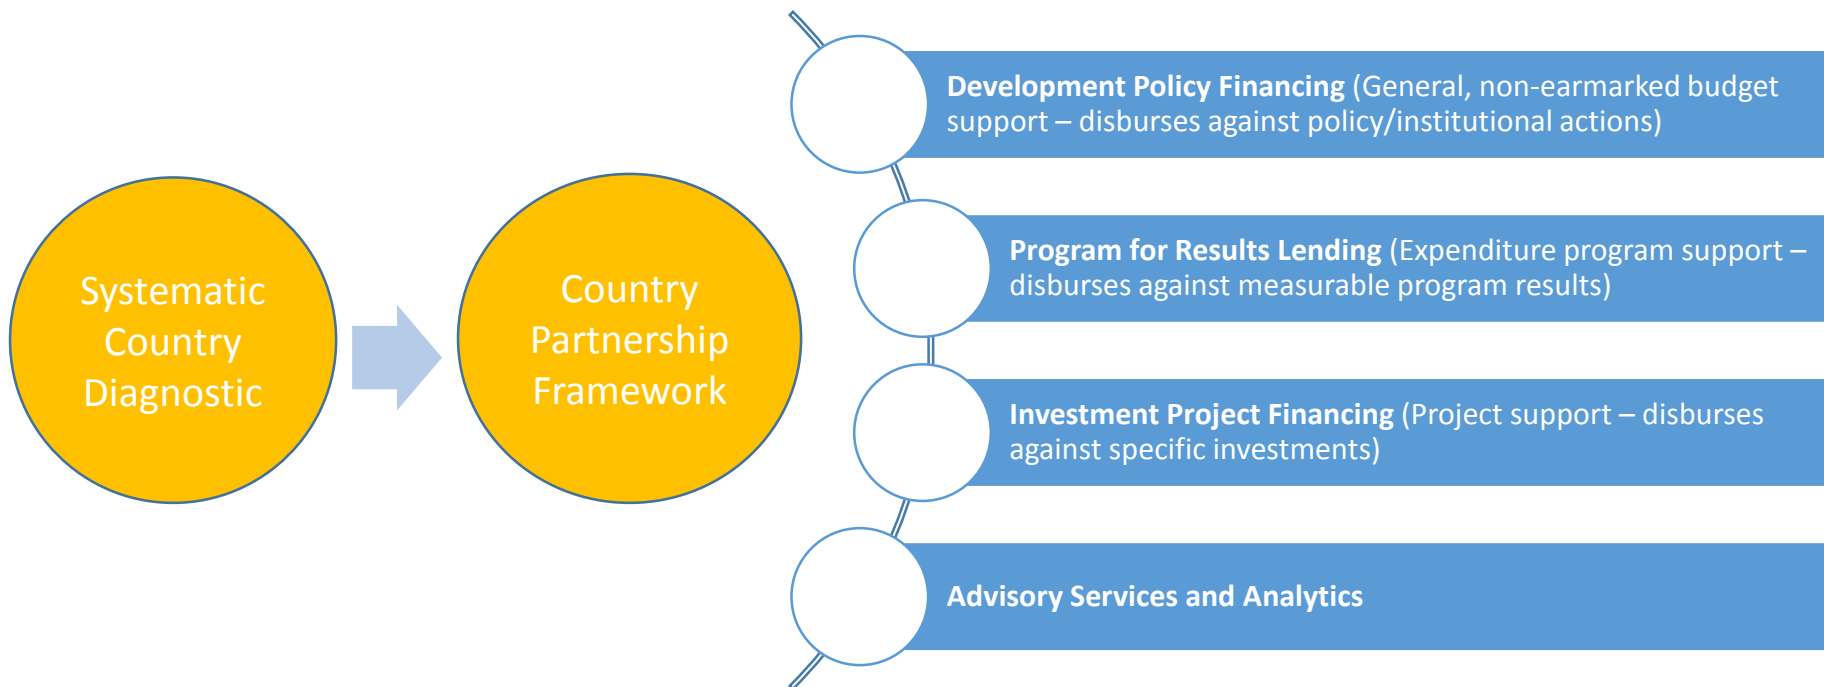 Systematic
Country
Diagnostic
Country
Partnership
Framework
Development Policy Financing (General, non-earmarked budget
support – disburses against policy/institutional actions)
Program for Results Lending (Expenditure program support –
disburses against measurable program results)
Investment Project Financing (Project support – disburses
against specific investments)
Advisory Services and Analytics